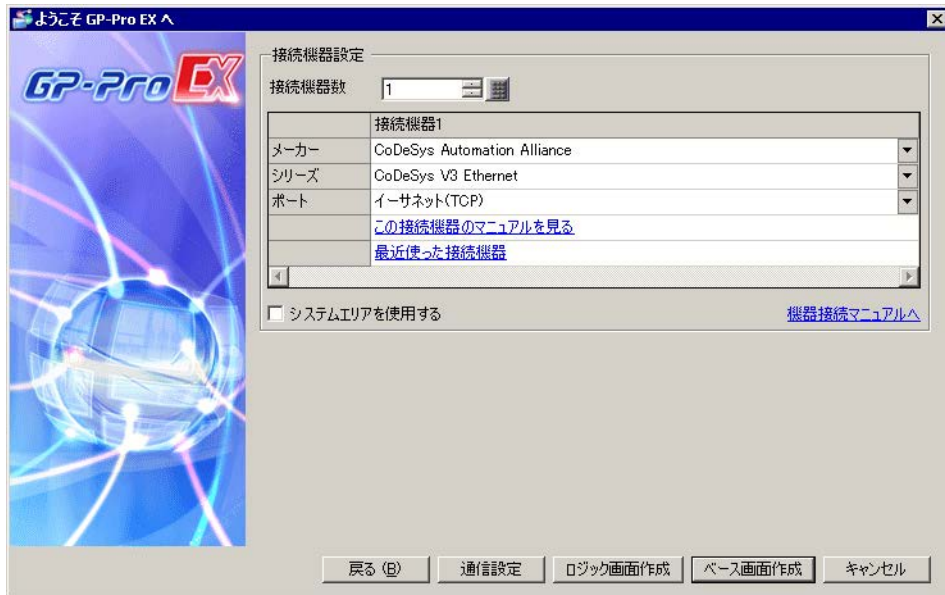 ようこそ GP-Pro EX へ
GP-Pro EX
接続機器設定
接続機器数 1
接続機器1
メーカー CoDeSys Automation Alliance
シリーズ CoDeSys V3 Ethernet
ポート イーサネット(TCP)
この接続機器のマニュアルを見る
最近使った接続機器
システムエリアを使用する 機器接続マニュアルへ
戻る (B) 通信設定 ロジック画面作成 ベース画面作成 キャンセル